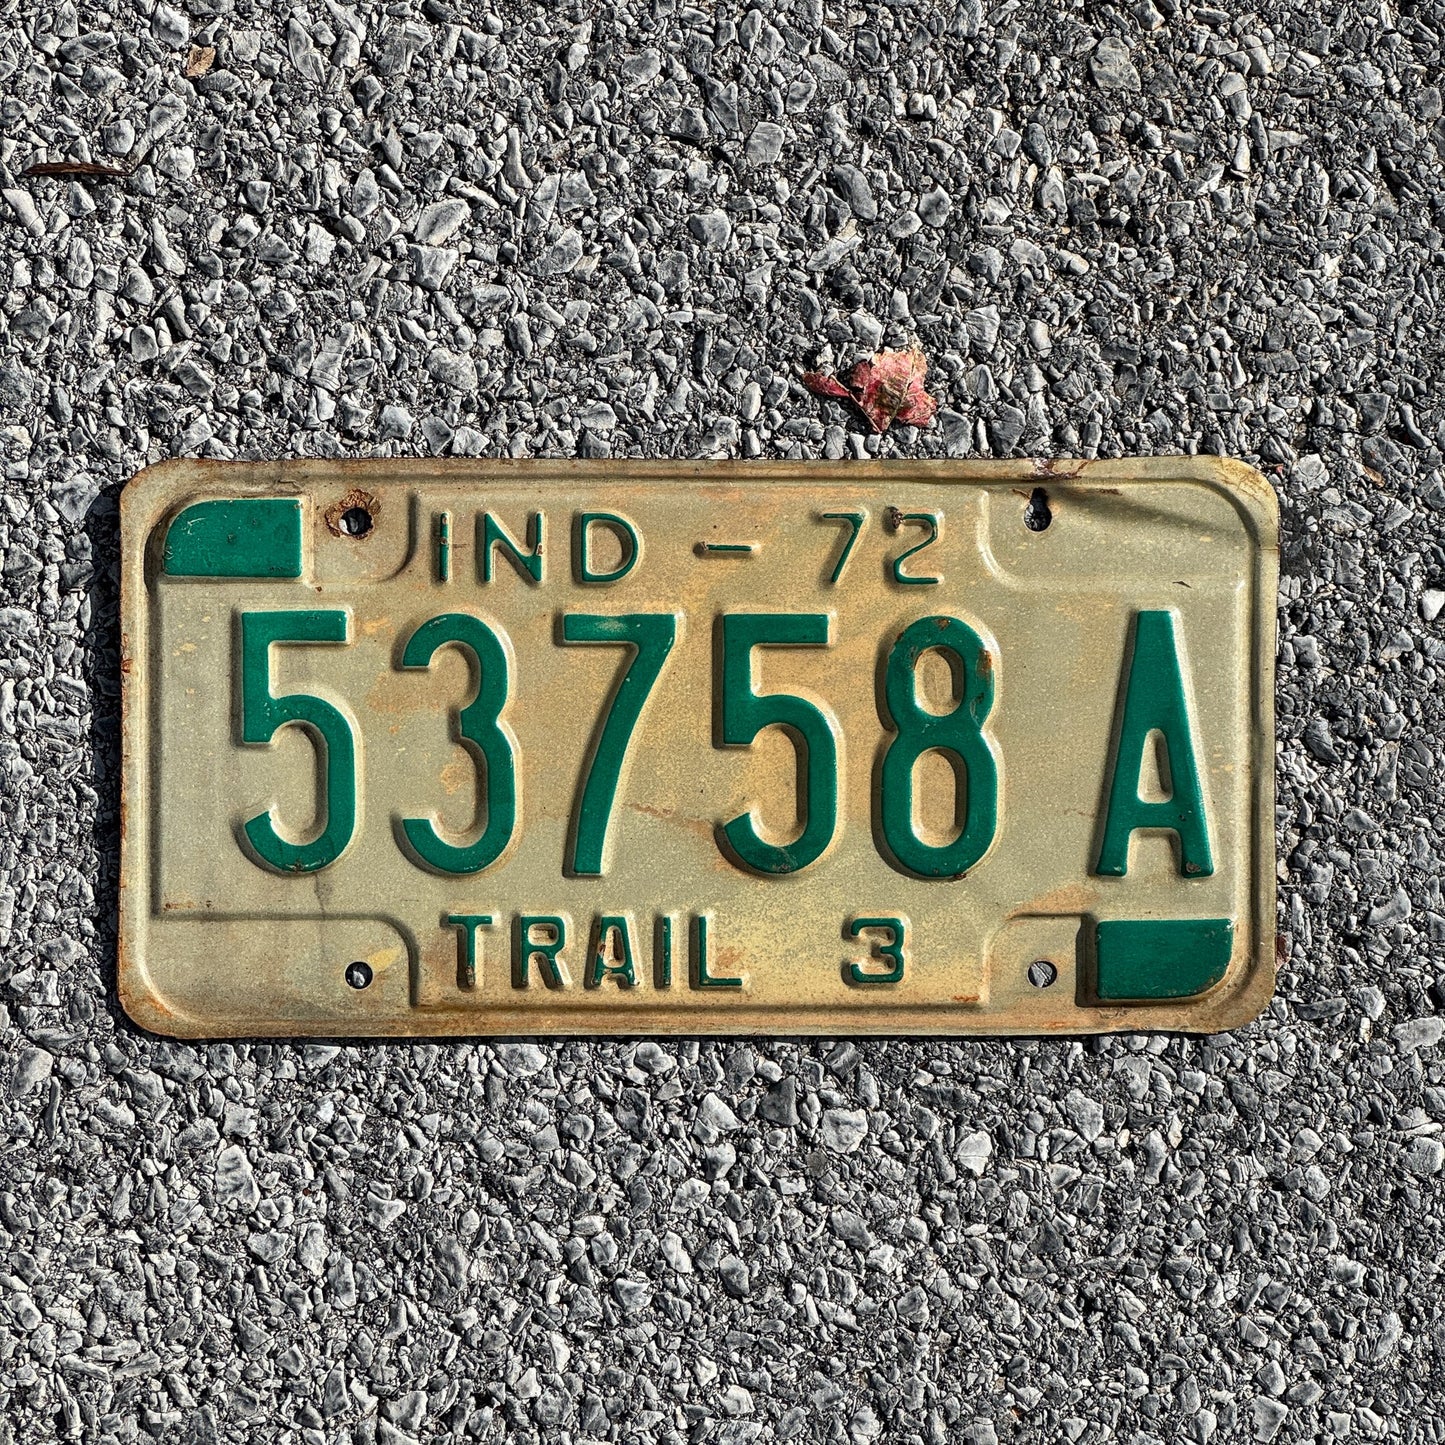 IND - 72
53758 A
TRAIL 3